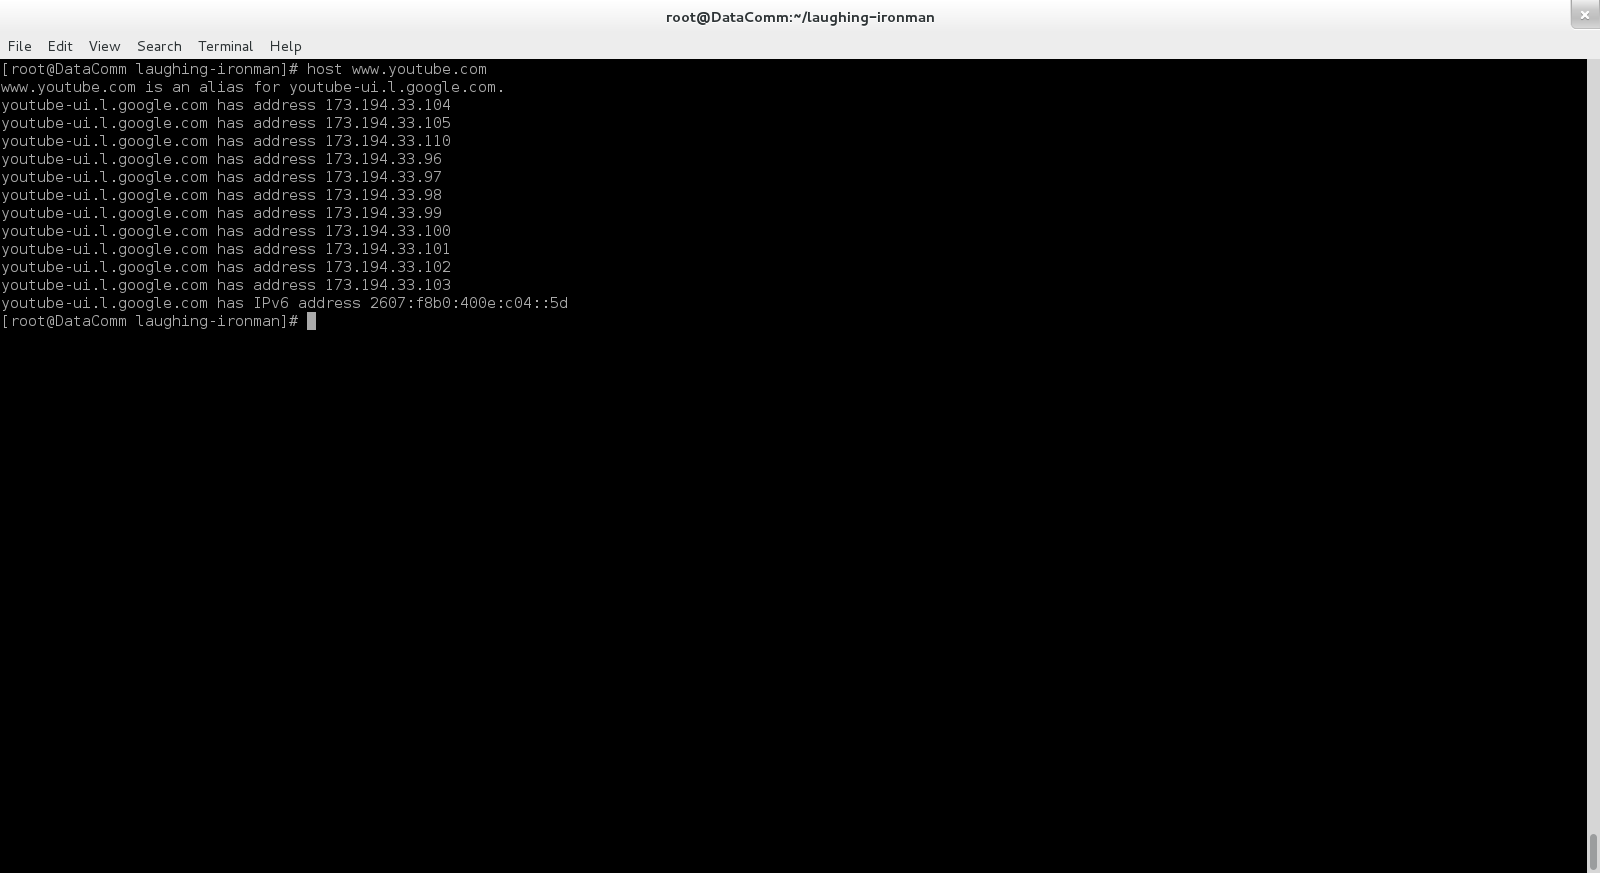 root@DataComm:~/laughing-ironman
File Edit View Search Terminal Help
[root@DataComm laughing-ironman]# host www.youtube.com
www.youtube.com is an alias for youtube-ui.l.google.com.
youtube-ui.l.google.com has address 173.194.33.104
youtube-ui.l.google.com has address 173.194.33.105
youtube-ui.l.google.com has address 173.194.33.110
youtube-ui.l.google.com has address 173.194.33.96
youtube-ui.l.google.com has address 173.194.33.97
youtube-ui.l.google.com has address 173.194.33.98
youtube-ui.l.google.com has address 173.194.33.99
youtube-ui.l.google.com has address 173.194.33.100
youtube-ui.l.google.com has address 173.194.33.101
youtube-ui.l.google.com has address 173.194.33.102
youtube-ui.l.google.com has address 173.194.33.103
youtube-ui.l.google.com has IPv6 address 2607:f8b0:400e:c04::5d
[root@DataComm laughing-ironman]#